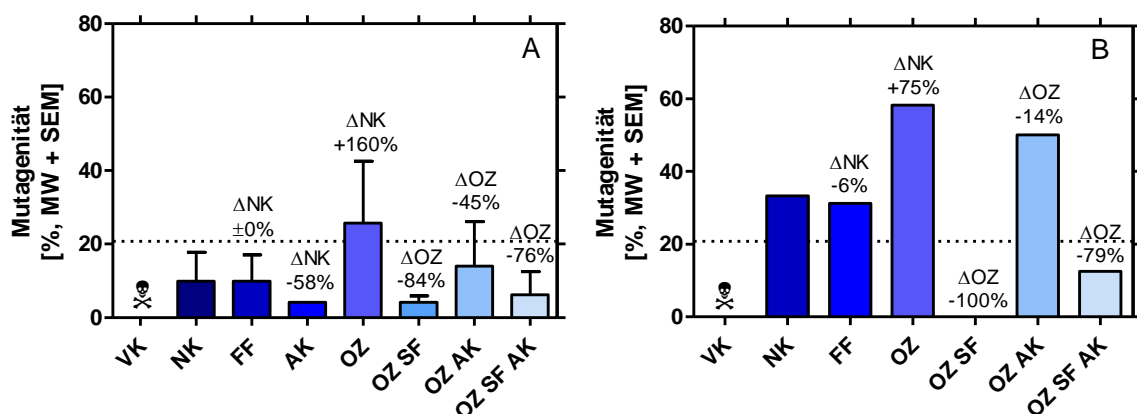 A
Mutagenität
[%, MW + SEM]
80
60
40
20
0
ΔNK
±0%
ΔNK
-58%
ΔNK
+160%
ΔOZ
-84%
ΔOZ
-45%
ΔOZ
-76%
VK
NK
FF
AK
OZ
OZ SF
OZ AK
OZ SF AK
B
Mutagenität
[%, MW + SEM]
80
60
40
20
0
ΔNK
-6%
ΔNK
+75%
ΔOZ
-100%
ΔOZ
-14%
ΔOZ
-79%
VK
NK
FF
OZ
OZ SF
OZ AK
OZ SF AK